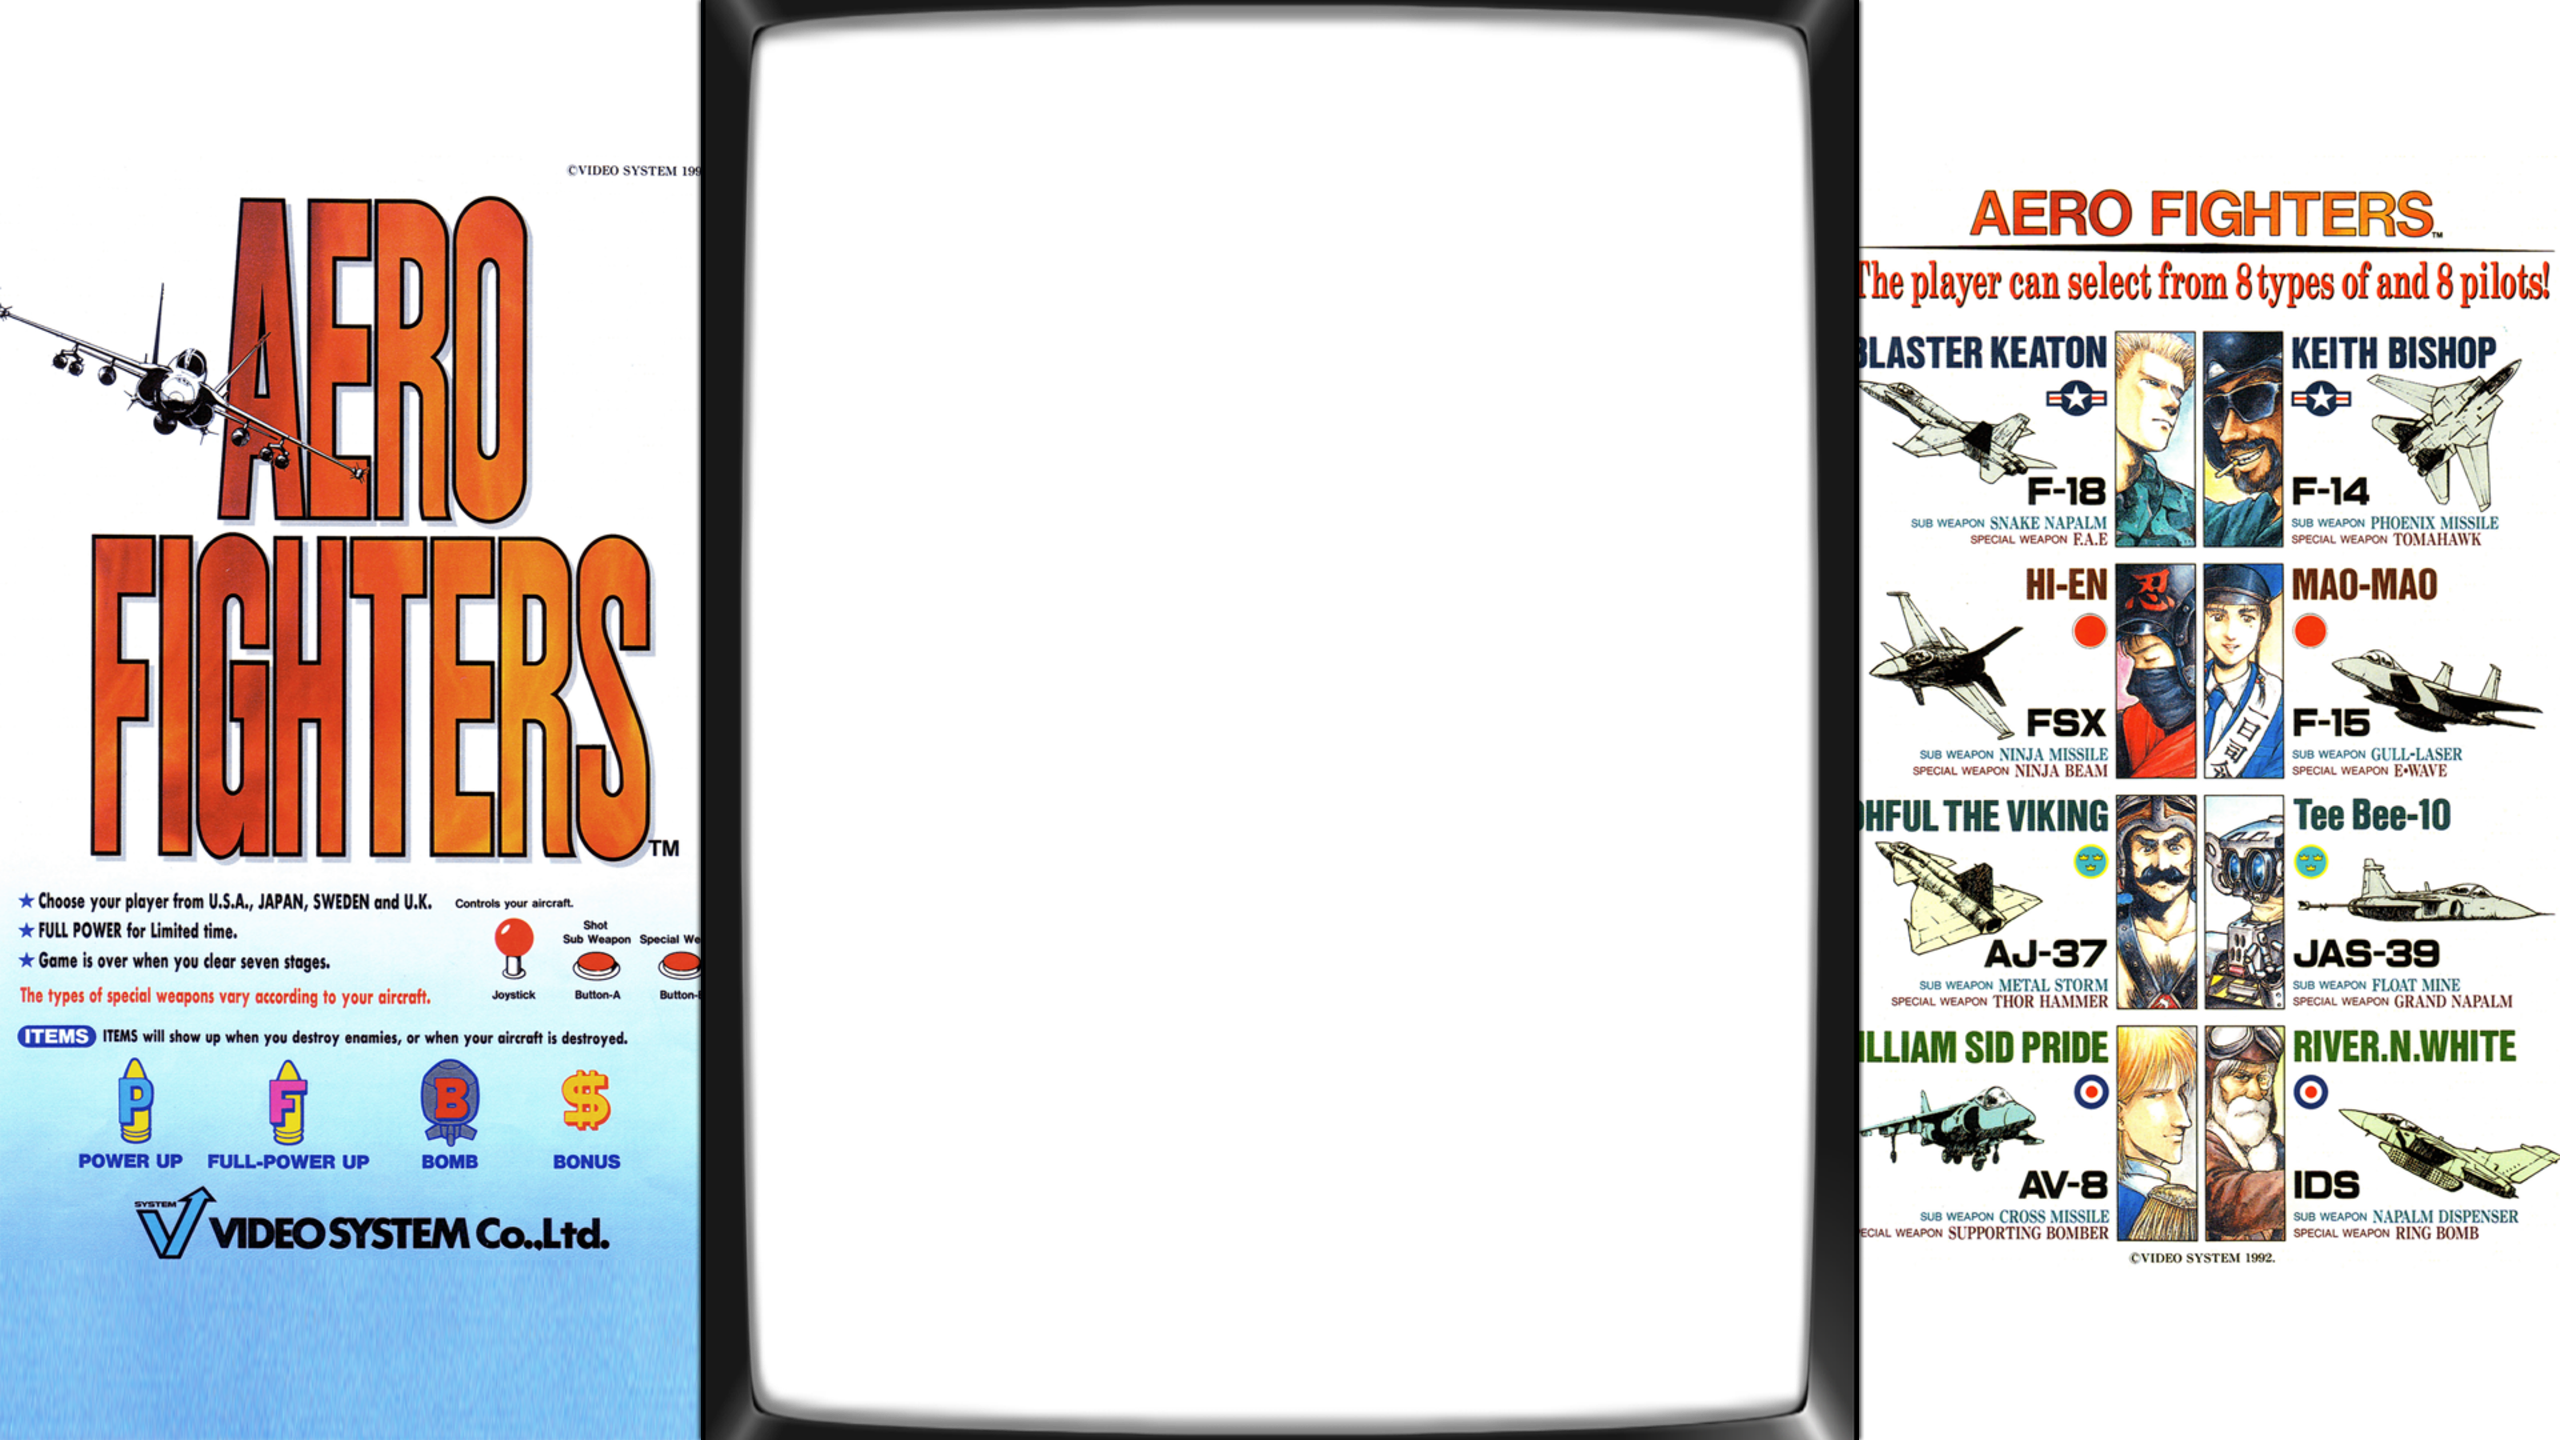 ©VIDEO SYSTEM 199
AERO
FIGHTERS™
★ Choose your player from U.S.A., JAPAN, SWEDEN and U.K.
★ FULL POWER for Limited time.
★ Game is over when you clear seven stages.
The types of special weapons vary according to your aircraft.
Controls your aircraft.
Shot
Sub Weapon Special We
Joystick Button-A Button-
ITEMS ITEMS will show up when you destroy enemies, or when your aircraft is destroyed.
P F B $
POWER UP FULL-POWER UP BOMB BONUS
SYSTEM
V VIDEO SYSTEM Co.,Ltd.
AERO FIGHTERS™
The player can select from 8 types of and 8 pilots!
BLASTER KEATON
F-18
SUB WEAPON SNAKE NAPALM
SPECIAL WEAPON F.A.E
KEITH BISHOP
F-14
SUB WEAPON PHOENIX MISSILE
SPECIAL WEAPON TOMAHAWK
HI-EN
忍
FSX
SUB WEAPON NINJA MISSILE
SPECIAL WEAPON NINJA BEAM
MAO-MAO
一日司令
F-15
SUB WEAPON GULL-LASER
SPECIAL WEAPON E•WAVE
OHFUL THE VIKING
AJ-37
SUB WEAPON METAL STORM
SPECIAL WEAPON THOR HAMMER
Tee Bee-10
JAS-39
SUB WEAPON FLOAT MINE
SPECIAL WEAPON GRAND NAPALM
ILLIAM SID PRIDE
AV-8
SUB WEAPON CROSS MISSILE
ECIAL WEAPON SUPPORTING BOMBER
RIVER.N.WHITE
IDS
SUB WEAPON NAPALM DISPENSER
SPECIAL WEAPON RING BOMB
©VIDEO SYSTEM 1992.